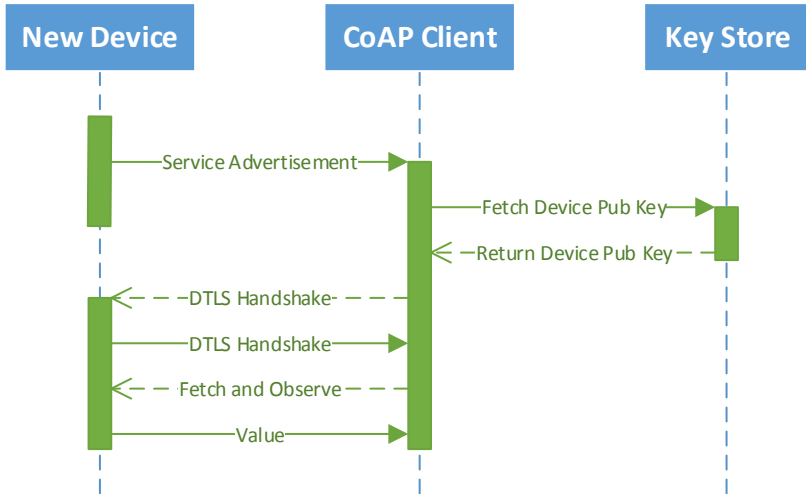 New Device
CoAP Client
Key Store
Service Advertisement
Fetch Device Pub Key
Return Device Pub Key
DTLS Handshake
DTLS Handshake
Fetch and Observe
Value